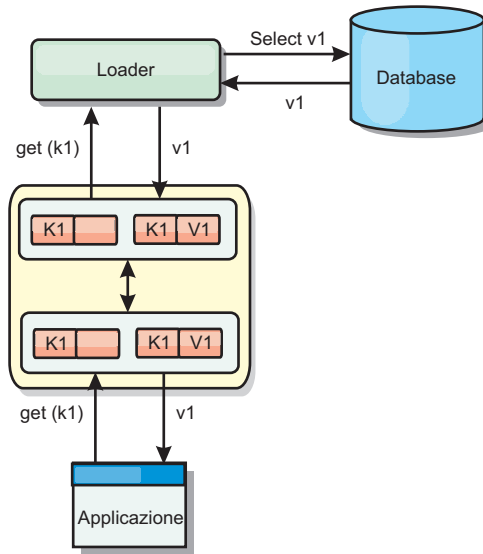 Loader
Select v1
v1
Database
get (k1)
v1
K1
K1 V1
K1
K1 V1
get (k1)
v1
Applicazione